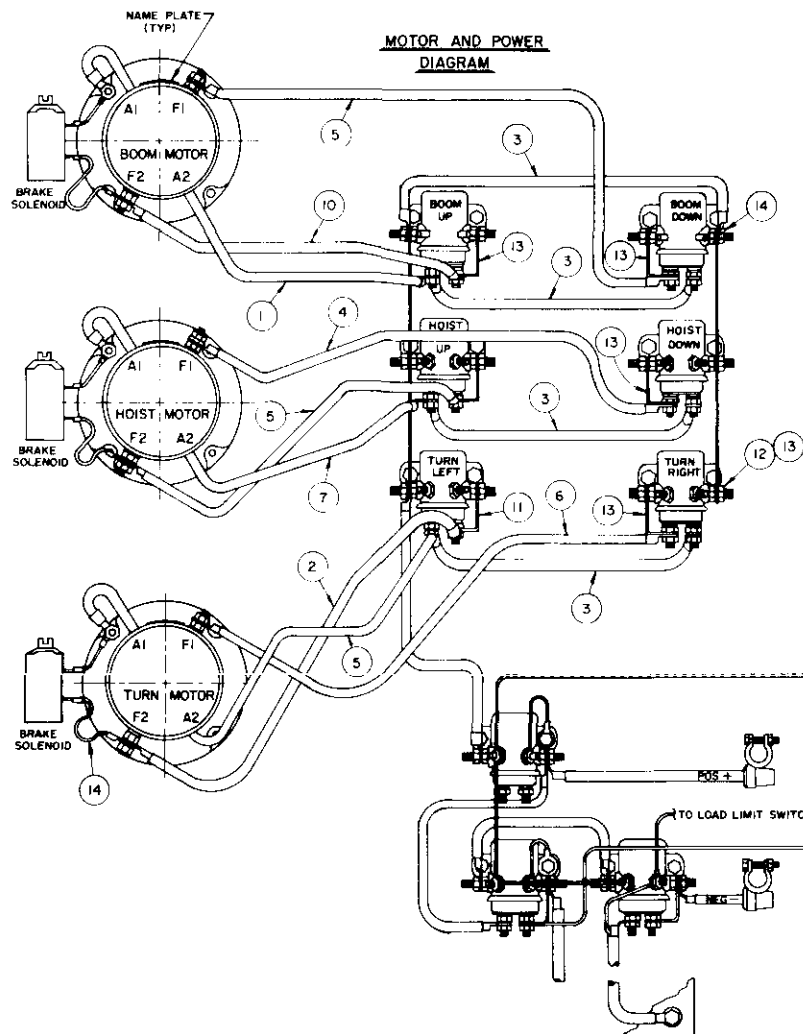 NAME PLATE
(TYP)
MOTOR AND POWER
DIAGRAM
A1 F1
BOOM MOTOR
F2 A2
BRAKE
SOLENOID
5
3
BOOM
UP
BOOM
DOWN
14
10
13
13
1
3
4
HOIST
UP
HOIST
DOWN
13
A1 F1
HOIST MOTOR
F2 A2
BRAKE
SOLENOID
5
3
7
TURN
LEFT
TURN
RIGHT
12 13
11
6
13
2
3
5
A1 F1
TURN MOTOR
F2 A2
BRAKE
SOLENOID
14
POS +
TO LOAD LIMIT SWITC
NEG -